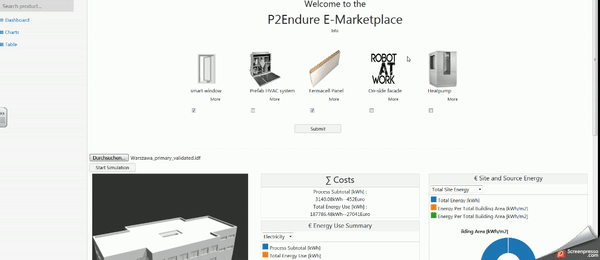 Search product...
Welcome to the
P2Endure E-Marketplace
Info
Dashboard
Charts
Table
ROBOT
AT
WORK
smart window
Prefab HVAC system
Fermacell Panel
On-side facade
Heatpump
More
More
More
More
More
Submit
Durchsuchen...
Warszawa_primary_validated.idf
Start Simulation
∑ Costs
Process Subtotal (kWh) :
3140.08kWh - 452Euro
Total Energy Use (kWh) :
187786.48kWh - 27041Euro
€ Energy Use Summary
Electricity
Process Subtotal (kWh)
Total Energy Use (kWh)
€ Site and Source Energy
Total Site Energy
Total Energy (kWh)
Energy Per Total Building Area (kWh/m2)
Energy Per Total Building Area (kWh/m2)
ilding Area (kWh/m2)
Screenpresso
.com